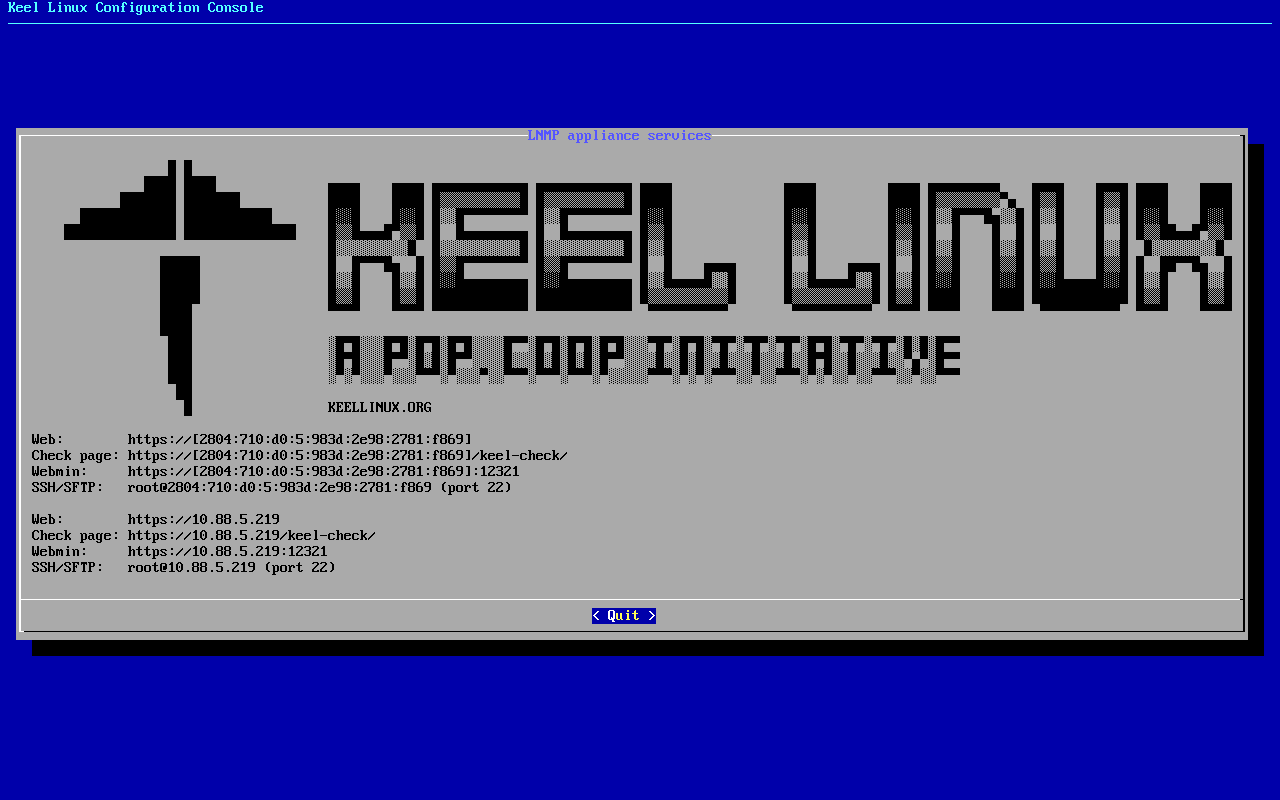 Keel Linux Configuration Console
LNMP appliance services
KEEL LINUX
A POP.COOP INITIATIVE
KEELLINUX.ORG
Web: https://[2804:710:d0:5:983d:2e98:2781:f869]
Check page: https://[2804:710:d0:5:983d:2e98:2781:f869]/keel-check/
Webmin: https://[2804:710:d0:5:983d:2e98:2781:f869]:12321
SSH/SFTP: root@2804:710:d0:5:983d:2e98:2781:f869 (port 22)
Web: https://10.88.5.219
Check page: https://10.88.5.219/keel-check/
Webmin: https://10.88.5.219:12321
SSH/SFTP: root@10.88.5.219 (port 22)
< Quit >